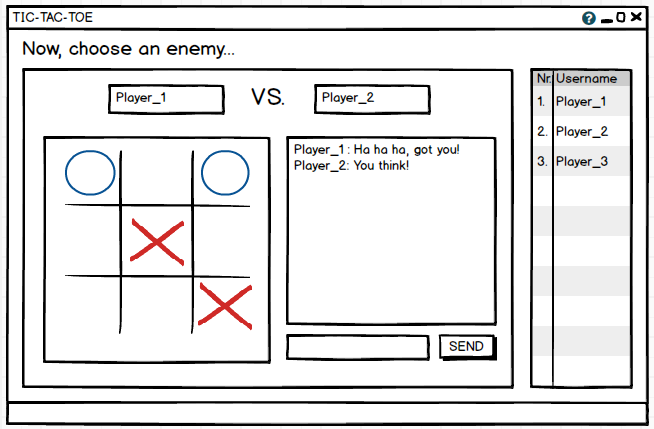 TIC-TAC-TOE
?
Now, choose an enemy...
Player_1 VS. Player_2
Player_1: Ha ha ha, got you!
Player_2: You think!
SEND
Nr. Username
1. Player_1
2. Player_2
3. Player_3